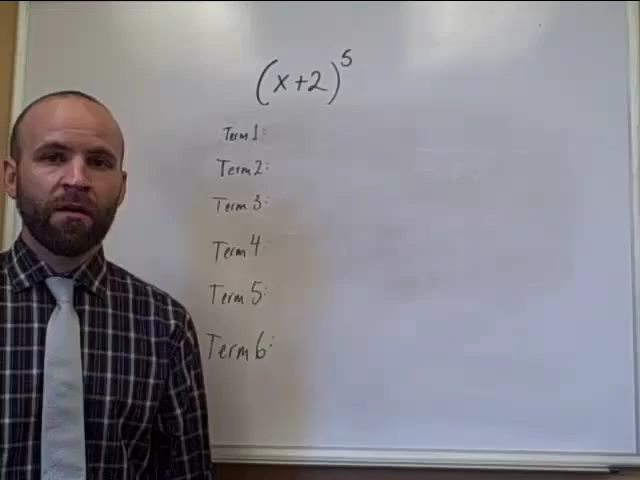 (x+2)⁵
Term 1:
Term 2:
Term 3:
Term 4:
Term 5:
Term 6: